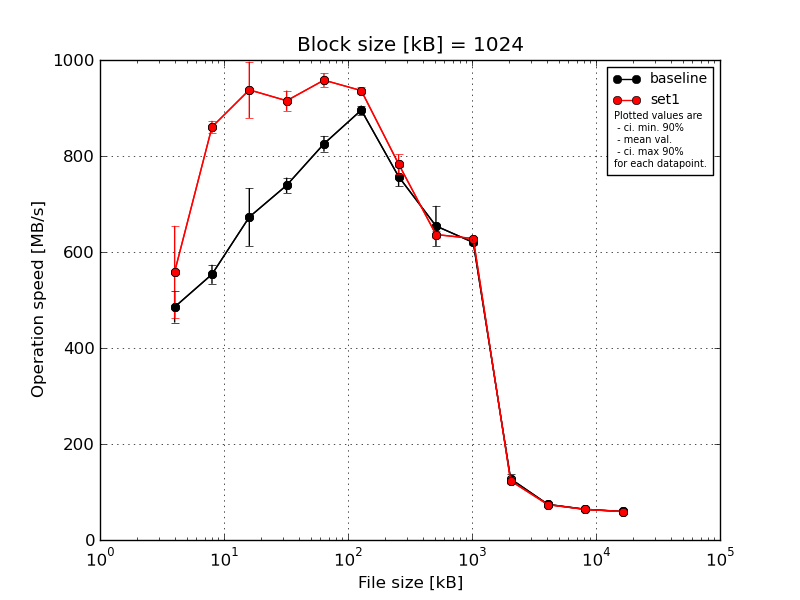 Block size [kB] = 1024
1000
800
600
400
200
0
Operation speed [MB/s]
baseline
set1
Plotted values are
- ci. min. 90%
- mean val.
- ci. max 90%
for each datapoint.
10⁰ 10¹ 10² 10³ 10⁴ 10⁵
File size [kB]